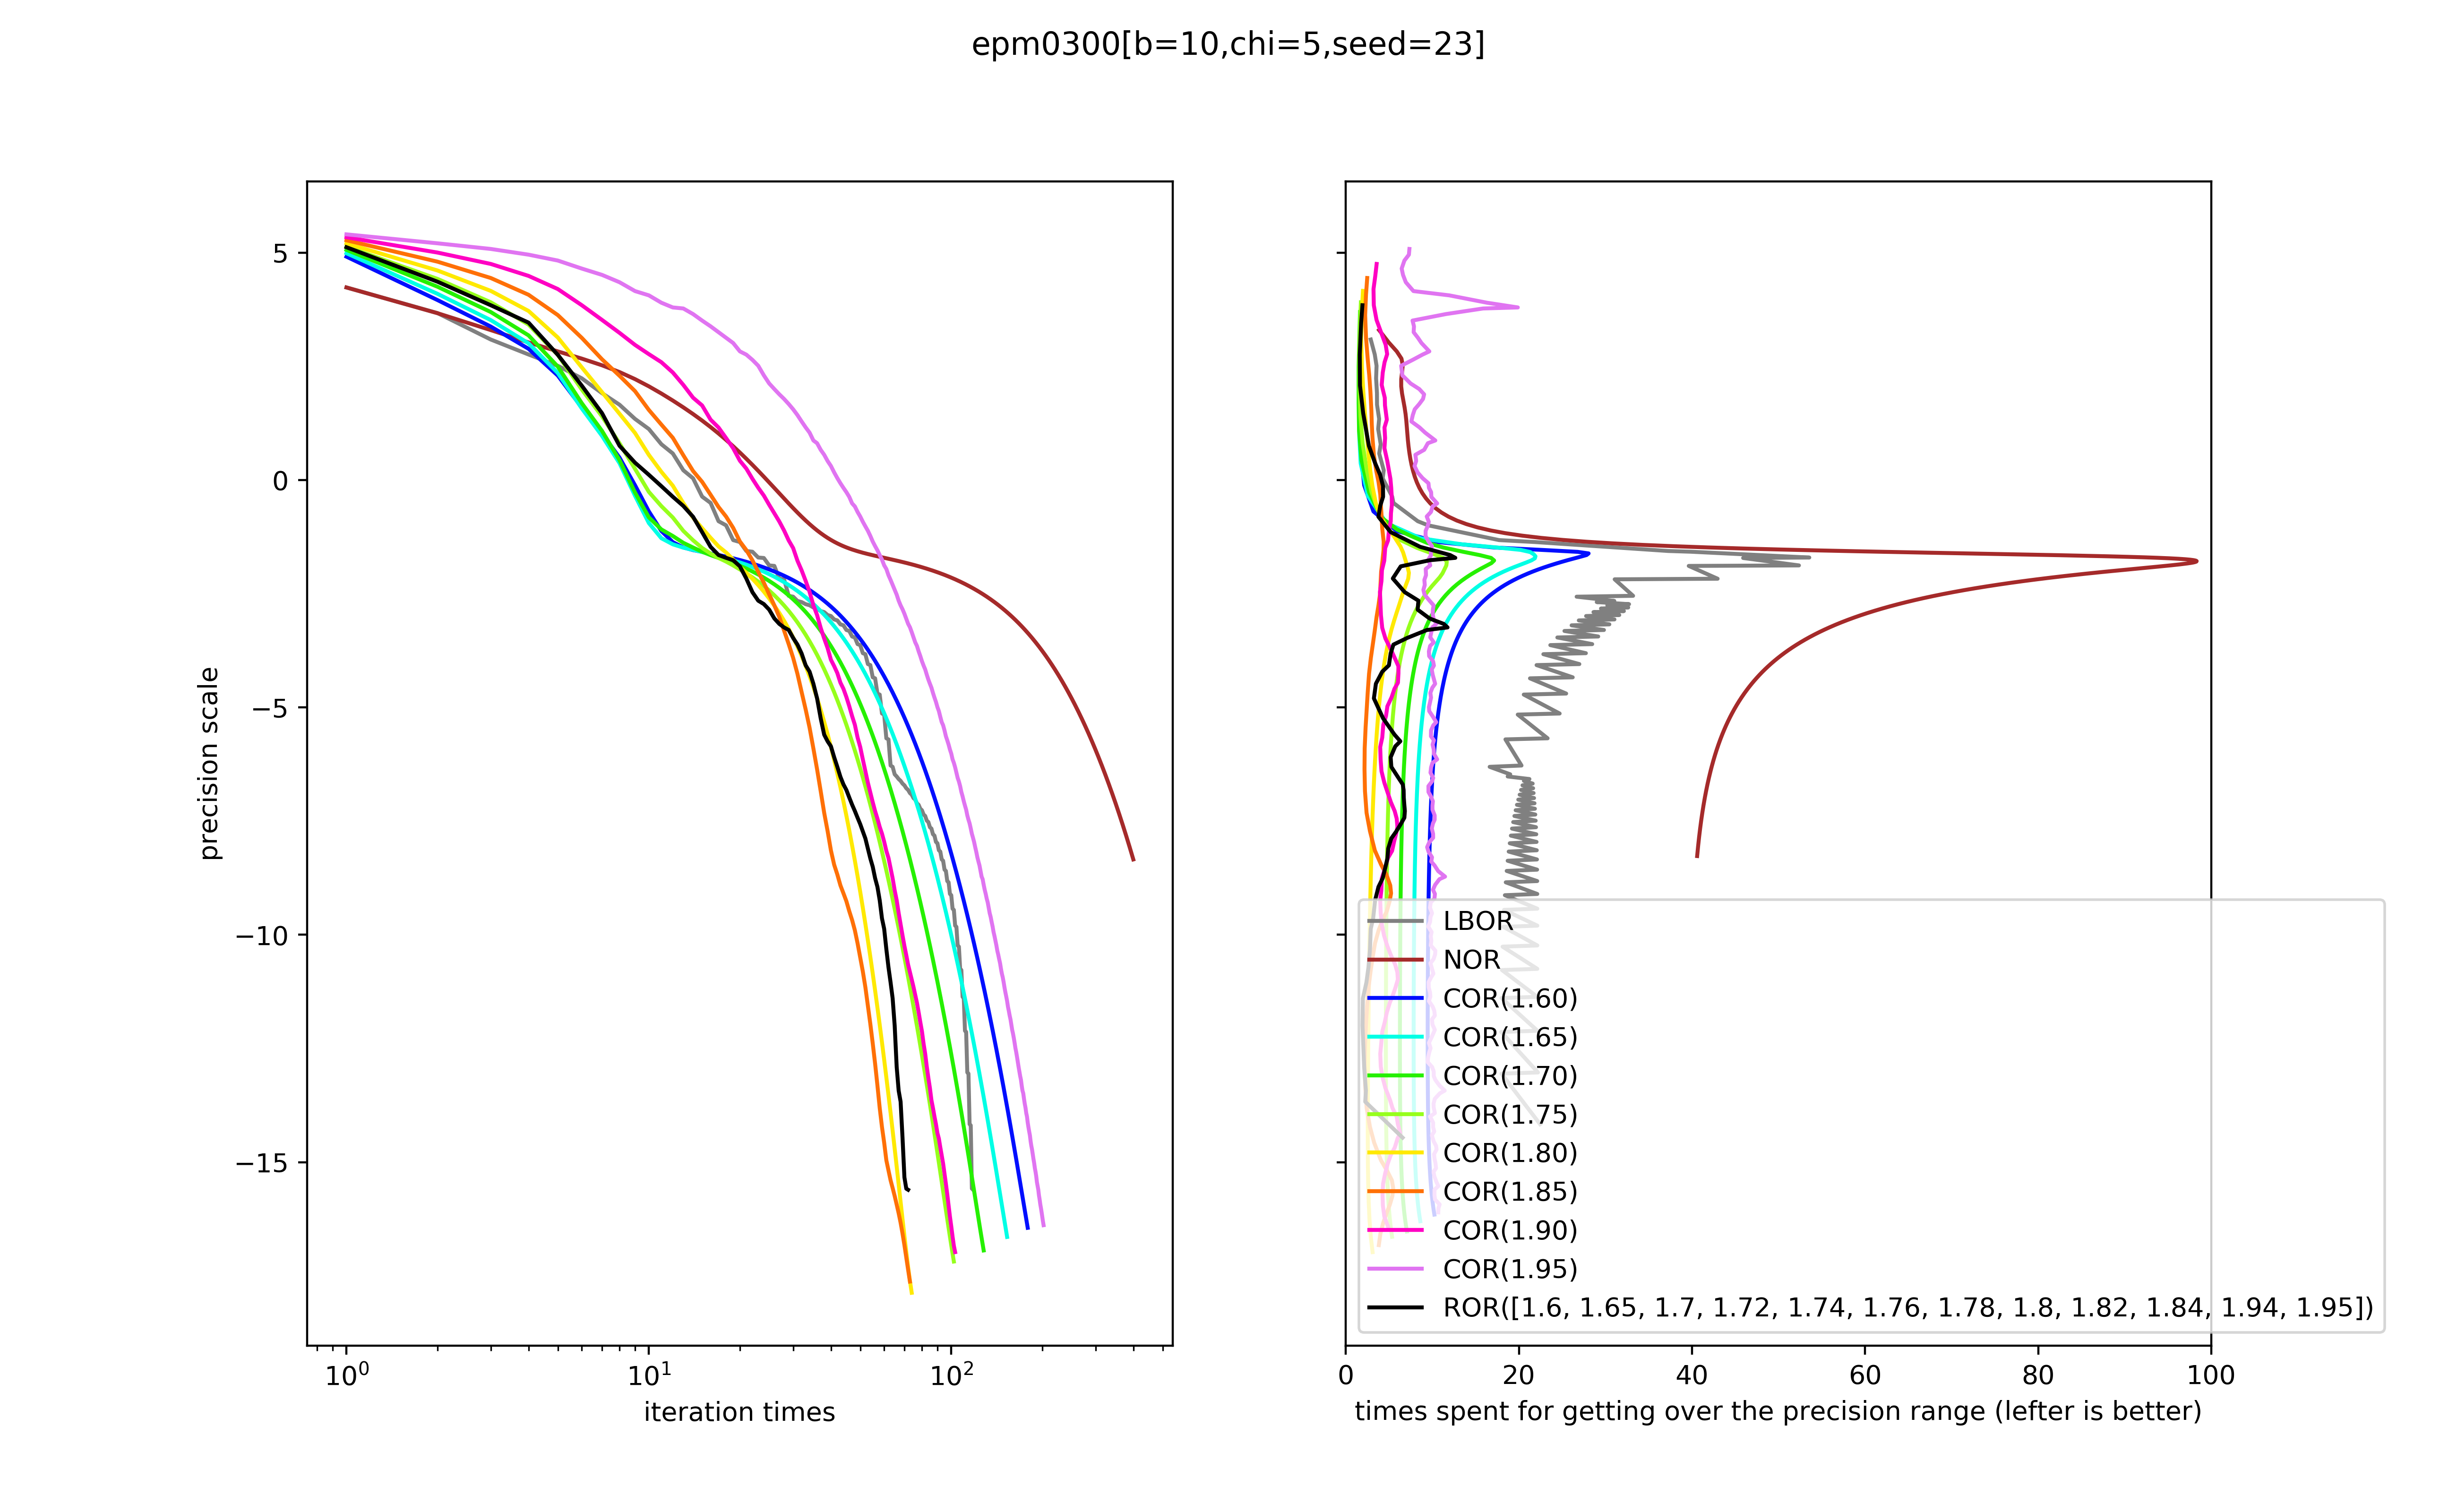 epm0300[b=10,chi=5,seed=23]
precision scale
5
0
−5
−10
−15
10^0
10^1
10^2
iteration times
0
20
40
60
80
100
times spent for getting over the precision range (lefter is better)
LBOR
NOR
COR(1.60)
COR(1.65)
COR(1.70)
COR(1.75)
COR(1.80)
COR(1.85)
COR(1.90)
COR(1.95)
ROR([1.6, 1.65, 1.7, 1.72, 1.74, 1.76, 1.78, 1.8, 1.82, 1.84, 1.94, 1.95])